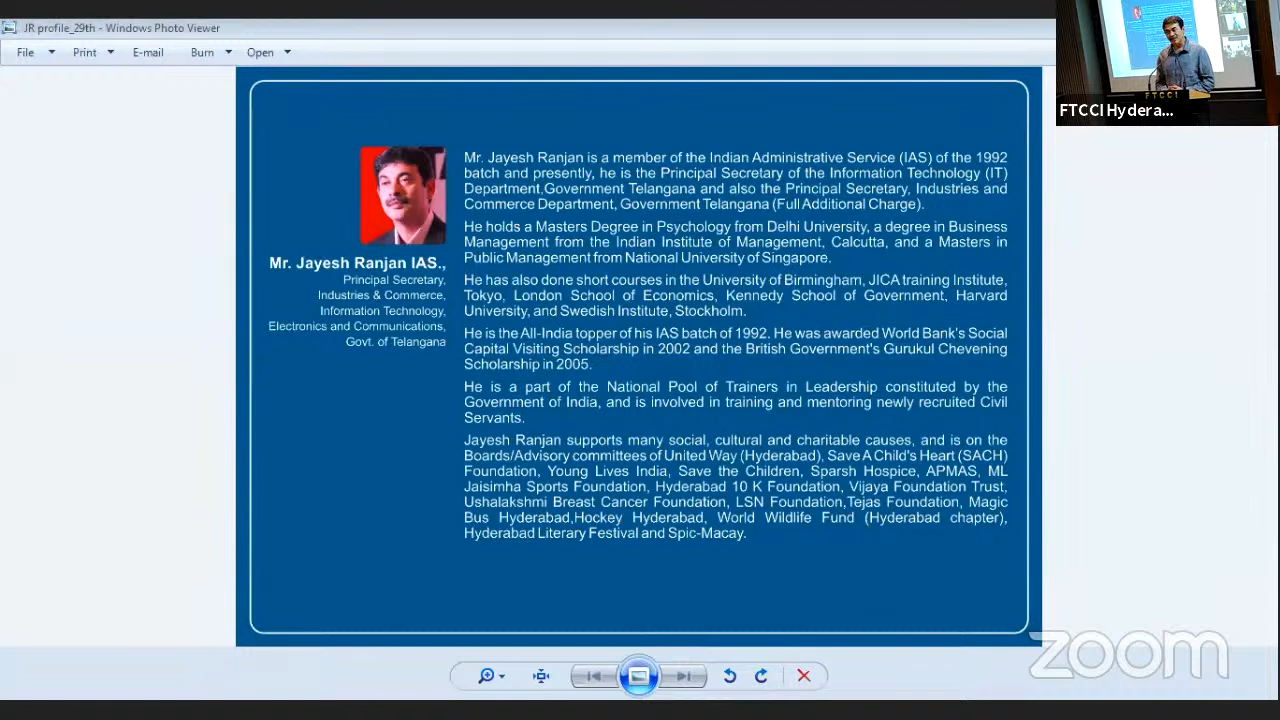 JR profile_29th - Windows Photo Viewer
File Print E-mail Burn Open
FTCCI
FTCCI Hydera...
Mr. Jayesh Ranjan IAS.,
Principal Secretary,
Industries & Commerce,
Information Technology,
Electronics and Communications,
Govt. of Telangana
Mr. Jayesh Ranjan is a member of the Indian Administrative Service (IAS) of the 1992
batch and presently, he is the Principal Secretary of the Information Technology (IT)
Department,Government Telangana and also the Principal Secretary, Industries and
Commerce Department, Government Telangana (Full Additional Charge).
He holds a Masters Degree in Psychology from Delhi University, a degree in Business
Management from the Indian Institute of Management, Calcutta, and a Masters in
Public Management from National University of Singapore.
He has also done short courses in the University of Birmingham, JICA training Institute,
Tokyo, London School of Economics, Kennedy School of Government, Harvard
University, and Swedish Institute, Stockholm.
He is the All-India topper of his IAS batch of 1992. He was awarded World Bank's Social
Capital Visiting Scholarship in 2002 and the British Government's Gurukul Chevening
Scholarship in 2005.
He is a part of the National Pool of Trainers in Leadership constituted by the
Government of India, and is involved in training and mentoring newly recruited Civil
Servants.
Jayesh Ranjan supports many social, cultural and charitable causes, and is on the
Boards/Advisory committees of United Way (Hyderabad), Save A Child's Heart (SACH)
Foundation, Young Lives India, Save the Children, Sparsh Hospice, APMAS, ML
Jaisimha Sports Foundation, Hyderabad 10 K Foundation, Vijaya Foundation Trust,
Ushalakshmi Breast Cancer Foundation, LSN Foundation,Tejas Foundation, Magic
Bus Hyderabad,Hockey Hyderabad, World Wildlife Fund (Hyderabad chapter),
Hyderabad Literary Festival and Spic-Macay.
zoom